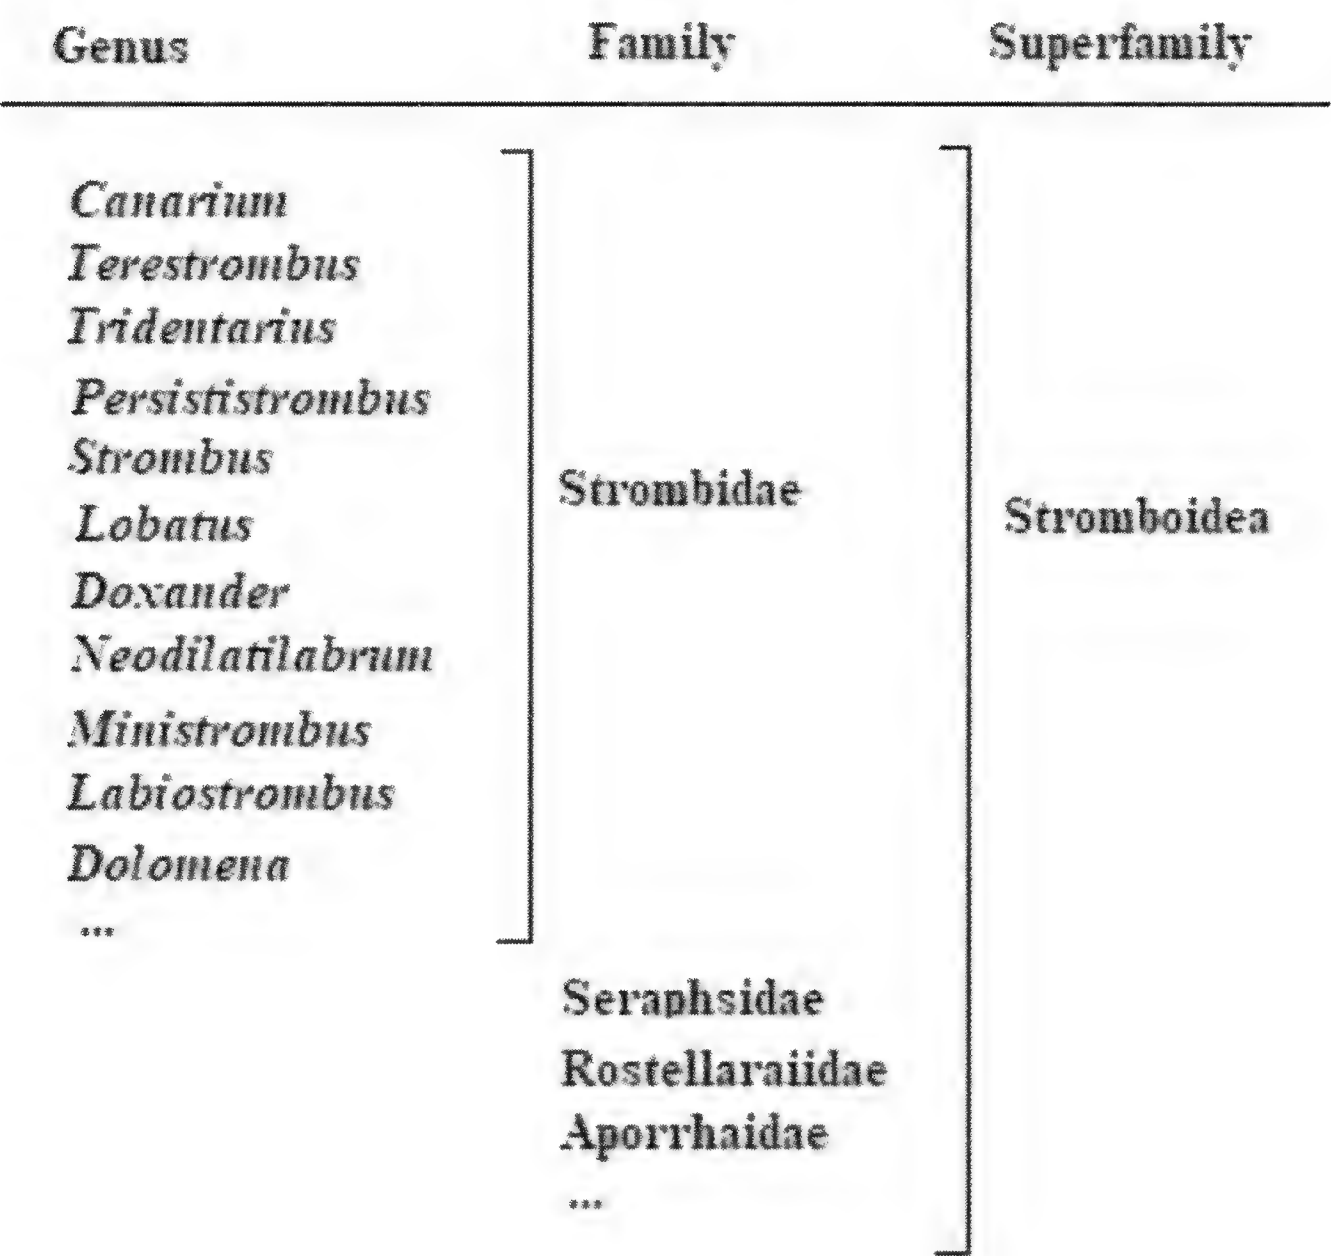 Genus Family Superfamily
Canarium
Terestrombus
Tridentarius
Persististrombus
Strombus
Strombidae
Lobatus
Stromboidea
Doxander
Neodilatilabrum
Ministrombus
Labiostrombus
Dolomena
...
Seraphsidae
Rostellaraiidae
Aporrhaidae
...